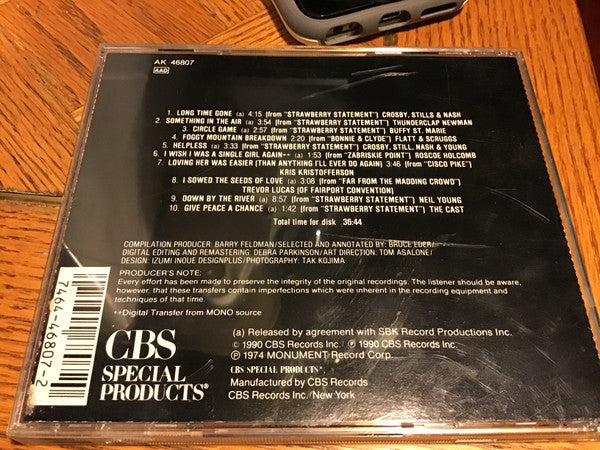 AK 46807
AAD
1. LONG TIME GONE (a) 4:15 (from "STRAWBERRY STATEMENT") CROSBY, STILLS & NASH
2. SOMETHING IN THE AIR (a) 3:54 (from "STRAWBERRY STATEMENT") THUNDERCLAP NEWMAN
3. CIRCLE GAME (a) 2:57 (from "STRAWBERRY STATEMENT") BUFFY ST. MARIE
4. FOGGY MOUNTAIN BREAKDOWN 2:20 (from "BONNIE & CLYDE") FLATT & SCRUGGS
5. HELPLESS (a) 3:33 (from "STRAWBERRY STATEMENT") CROSBY, STILL, NASH & YOUNG
6. I WISH I WAS A SINGLE GIRL AGAIN++ (a) 1:53 (from "ZABRISKIE POINT") ROSCOE HOLCOMB
7. LOVING HER WAS EASIER (THAN ANYTHING I'LL EVER DO AGAIN) 3:46 (from "CISCO PIKE")
KRIS KRISTOFFERSON
8. I SOWED THE SEEDS OF LOVE (a) 3:08 (from "FAR FROM THE MADDING CROWD")
TREVOR LUCAS (OF FAIRPORT CONVENTION)
9. DOWN BY THE RIVER (a) 8:57 (from "STRAWBERRY STATEMENT") NEIL YOUNG
10. GIVE PEACE A CHANCE (a) 1:42 (from "STRAWBERRY STATEMENT") THE CAST
Total time for disk 36:44
COMPILATION PRODUCER: BARRY FELDMAN/SELECTED AND ANNOTATED BY: BRUCE EDER/
DIGITAL EDITING AND REMASTERING: DEBRA PARKINSON/ART DIRECTION: TOM ASALONE/
DESIGN: IZUMI INOUE DESIGNPLUS/PHOTOGRAPHY: TAK KOJIMA
PRODUCER'S NOTE:
Every effort has been made to preserve the integrity of the original recordings. The listener should be aware,
however, that these transfers contain imperfections which were inherent in the recording equipment and
techniques of that time.
++Digital Transfer from MONO source
7464-46807-2
CBS
SPECIAL
PRODUCTS®
(a) Released by agreement with SBK Record Productions Inc.
© 1990 CBS Records Inc./ ℗ 1990 CBS Records Inc./
℗ 1974 MONUMENT Record Corp.
CBS SPECIAL PRODUCTS®
Manufactured by CBS Records
CBS Records Inc./New York